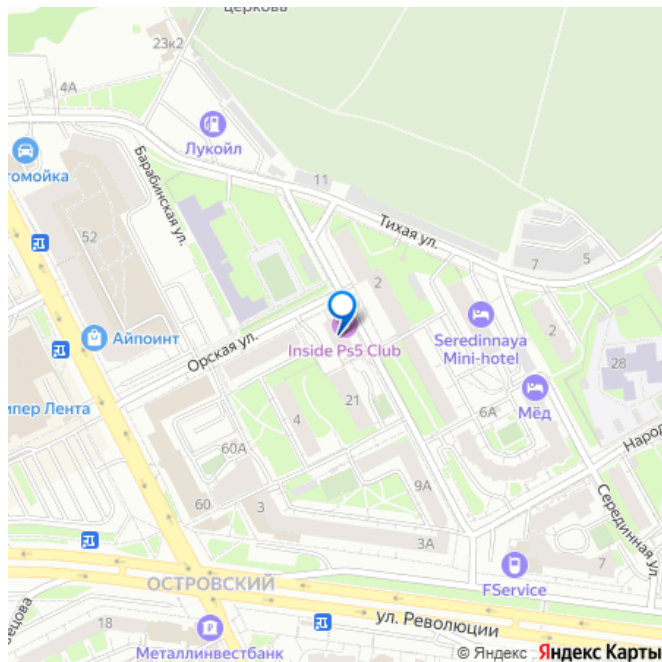 церковь
23к2
4А
Лукойл
томойка
Барабинская ул.
11
Тихая ул.
52
2
7
5
Seredinnaya
Mini-hotel
2
Айпоинт
Орская ул.
Inside Ps5 Club
28
Мёд
ипер Лента
21
6А
4
Народ
60А
9А
60
3
Серединная ул.
3А
7
ОСТРОВСКИЙ
FService
вецова
18
ул. Революции
Металлинвестбанк
© Яндекс Яндекс Карты